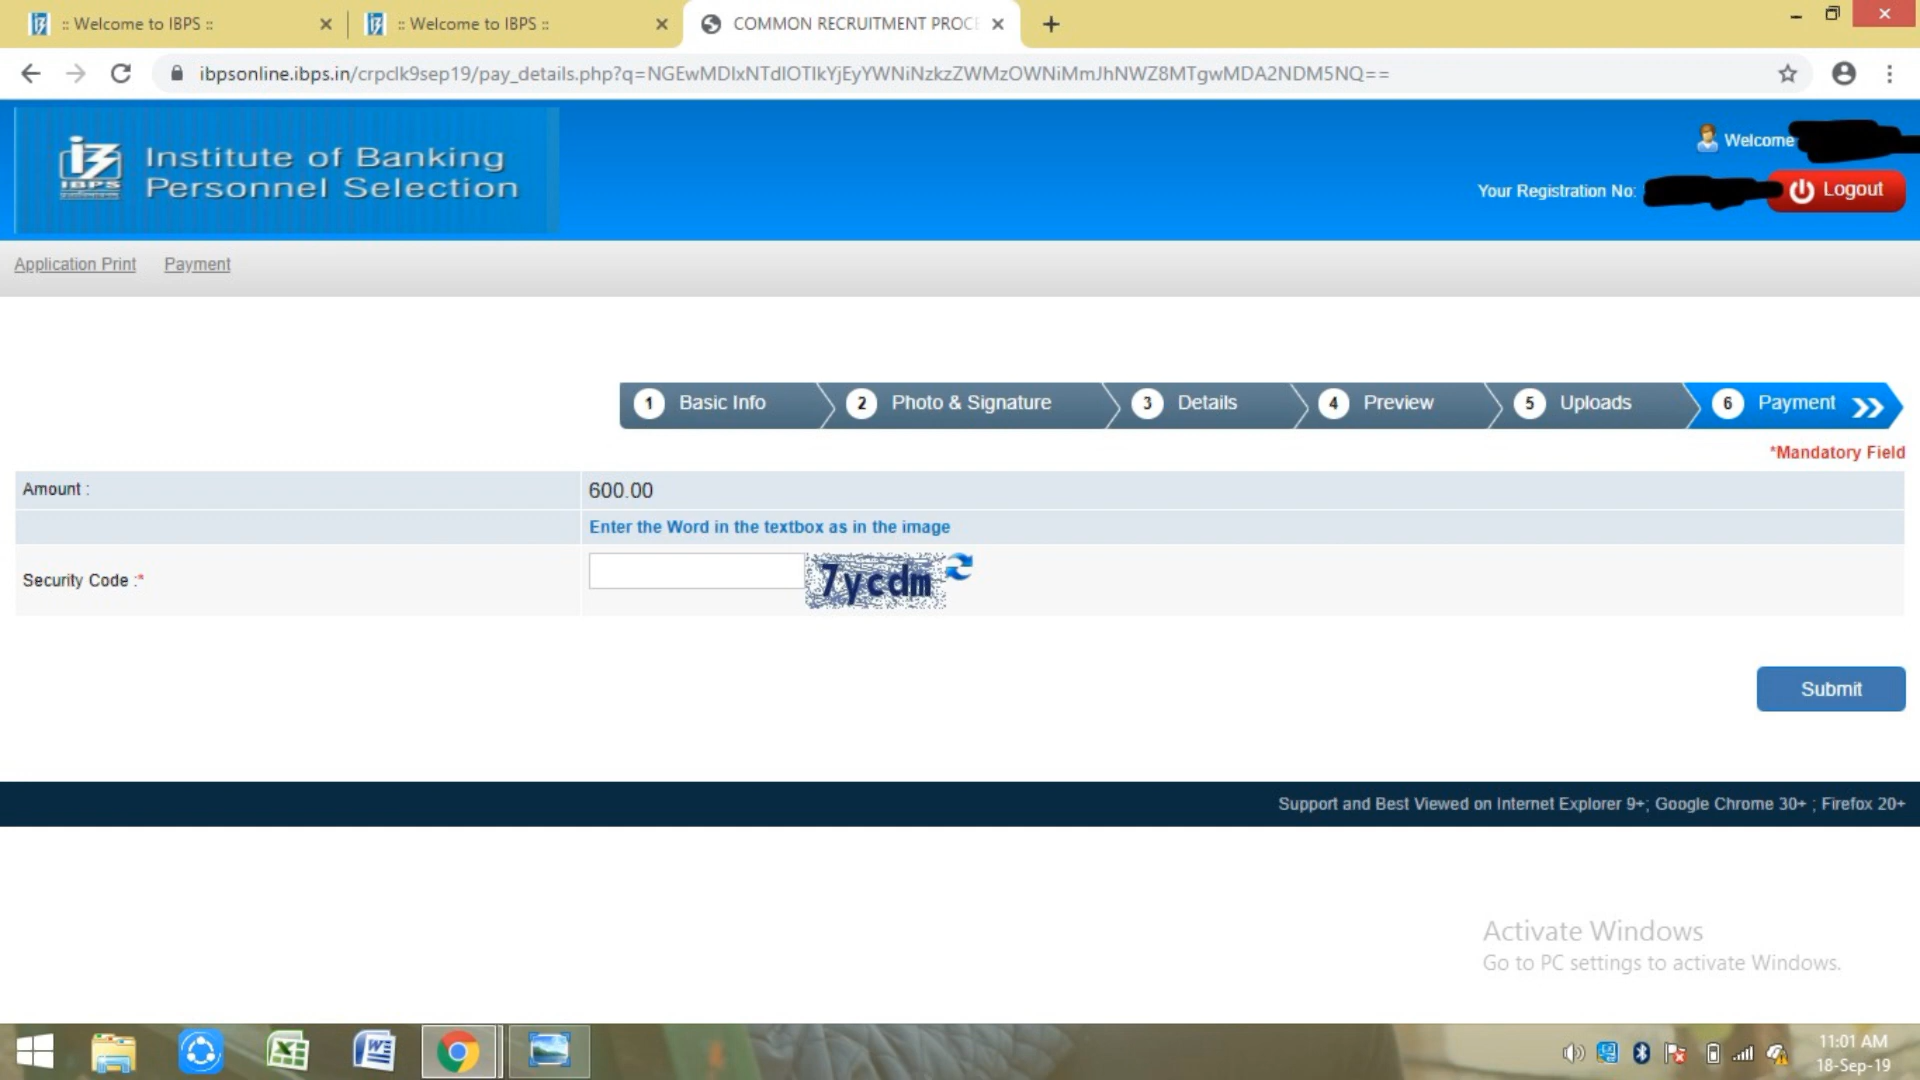 :: Welcome to IBPS ::
:: Welcome to IBPS ::
COMMON RECRUITMENT PROCE
ibpsonline.ibps.in/crpclk9sep19/pay_details.php?q=NGEwMDIxNTdlOTlkYjEyYWNiNzkzZWMzOWNiMmJhNWZ8MTgwMDA2NDM5NQ==
IBPS
Institute of Banking
Personnel Selection
Welcome
Your Registration No:
Logout
Application Print
Payment
1 Basic Info
2 Photo & Signature
3 Details
4 Preview
5 Uploads
6 Payment
*Mandatory Field
Amount :
600.00
Enter the Word in the textbox as in the image
Security Code :*
7ycdm
Submit
Support and Best Viewed on Internet Explorer 9+; Google Chrome 30+ ; Firefox 20+
Activate Windows
Go to PC settings to activate Windows.
11:01 AM
18-Sep-19